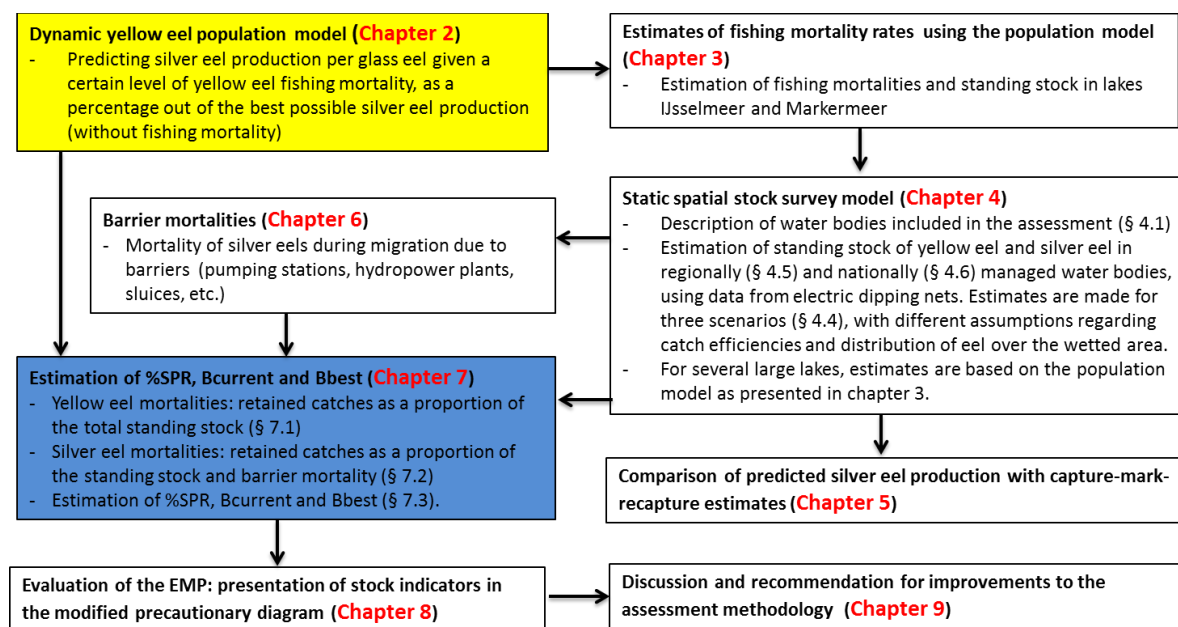 Dynamic yellow eel population model (Chapter 2)
- Predicting silver eel production per glass eel given a
certain level of yellow eel fishing mortality, as a
percentage out of the best possible silver eel production
(without fishing mortality)
Estimates of fishing mortality rates using the population model
(Chapter 3)
- Estimation of fishing mortalities and standing stock in lakes
IJsselmeer and Markermeer
Barrier mortalities (Chapter 6)
- Mortality of silver eels during migration due to
barriers (pumping stations, hydropower plants,
sluices, etc.)
Static spatial stock survey model (Chapter 4)
- Description of water bodies included in the assessment (§ 4.1)
- Estimation of standing stock of yellow eel and silver eel in
regionally (§ 4.5) and nationally (§ 4.6) managed water bodies,
using data from electric dipping nets. Estimates are made for
three scenarios (§ 4.4), with different assumptions regarding
catch efficiencies and distribution of eel over the wetted area.
- For several large lakes, estimates are based on the population
model as presented in chapter 3.
Estimation of %SPR, Bcurrent and Bbest (Chapter 7)
- Yellow eel mortalities: retained catches as a proportion of
the total standing stock (§ 7.1)
- Silver eel mortalities: retained catches as a proportion of
the standing stock and barrier mortality (§ 7.2)
- Estimation of %SPR, Bcurrent and Bbest (§ 7.3).
Comparison of predicted silver eel production with capture-mark-
recapture estimates (Chapter 5)
Evaluation of the EMP: presentation of stock indicators in
the modified precautionary diagram (Chapter 8)
Discussion and recommendation for improvements to the
assessment methodology (Chapter 9)